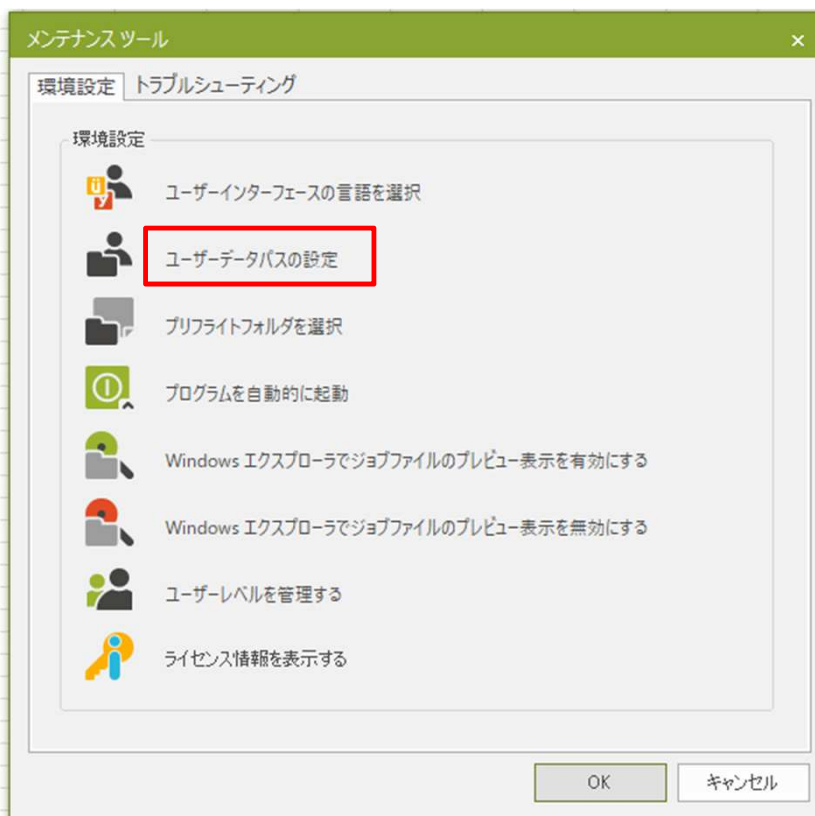 メンテナンス ツール
環境設定
トラブルシューティング
環境設定
ü
y
ユーザーインターフェースの言語を選択
ユーザーデータパスの設定
プリフライトフォルダを選択
プログラムを自動的に起動
Windows エクスプローラでジョブファイルのプレビュー表示を有効にする
Windows エクスプローラでジョブファイルのプレビュー表示を無効にする
ユーザーレベルを管理する
ライセンス情報を表示する
OK
キャンセル